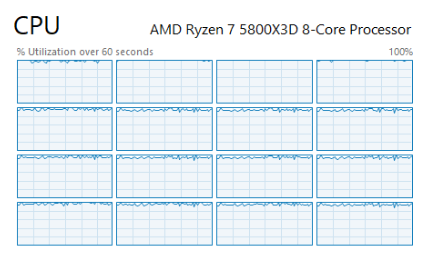 CPU AMD Ryzen 7 5800X3D 8-Core Processor
% Utilization over 60 seconds 100%